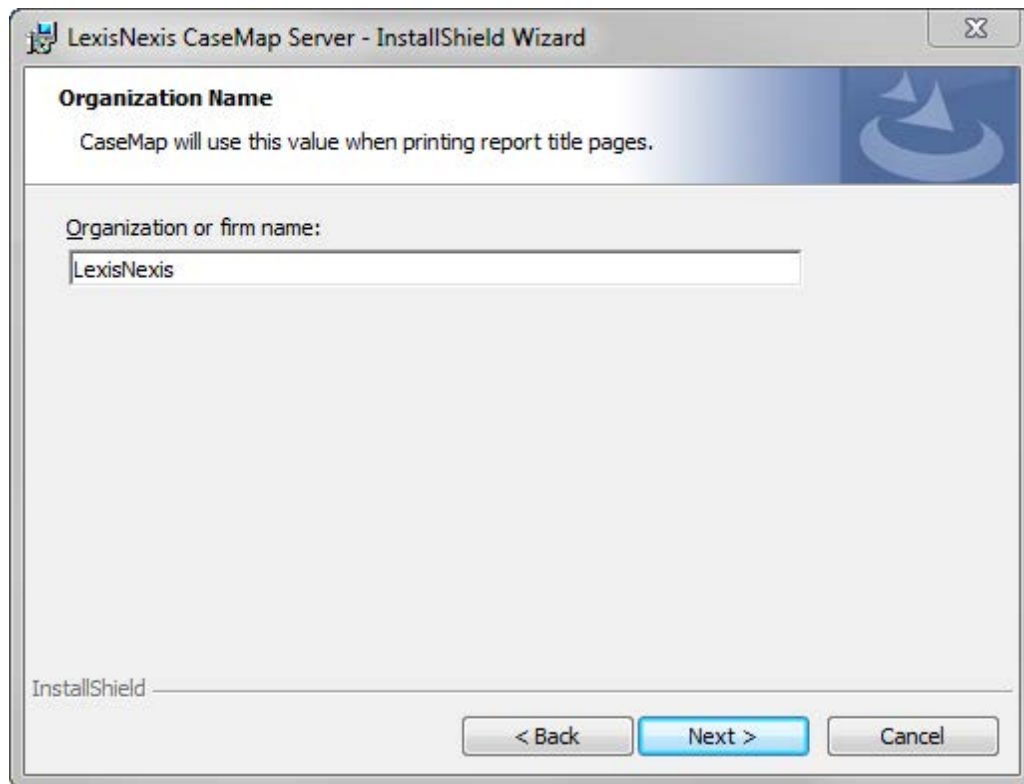 LexisNexis CaseMap Server - InstallShield Wizard
Organization Name
CaseMap will use this value when printing report title pages.
Organization or firm name:
LexisNexis
InstallShield
< Back Next > Cancel